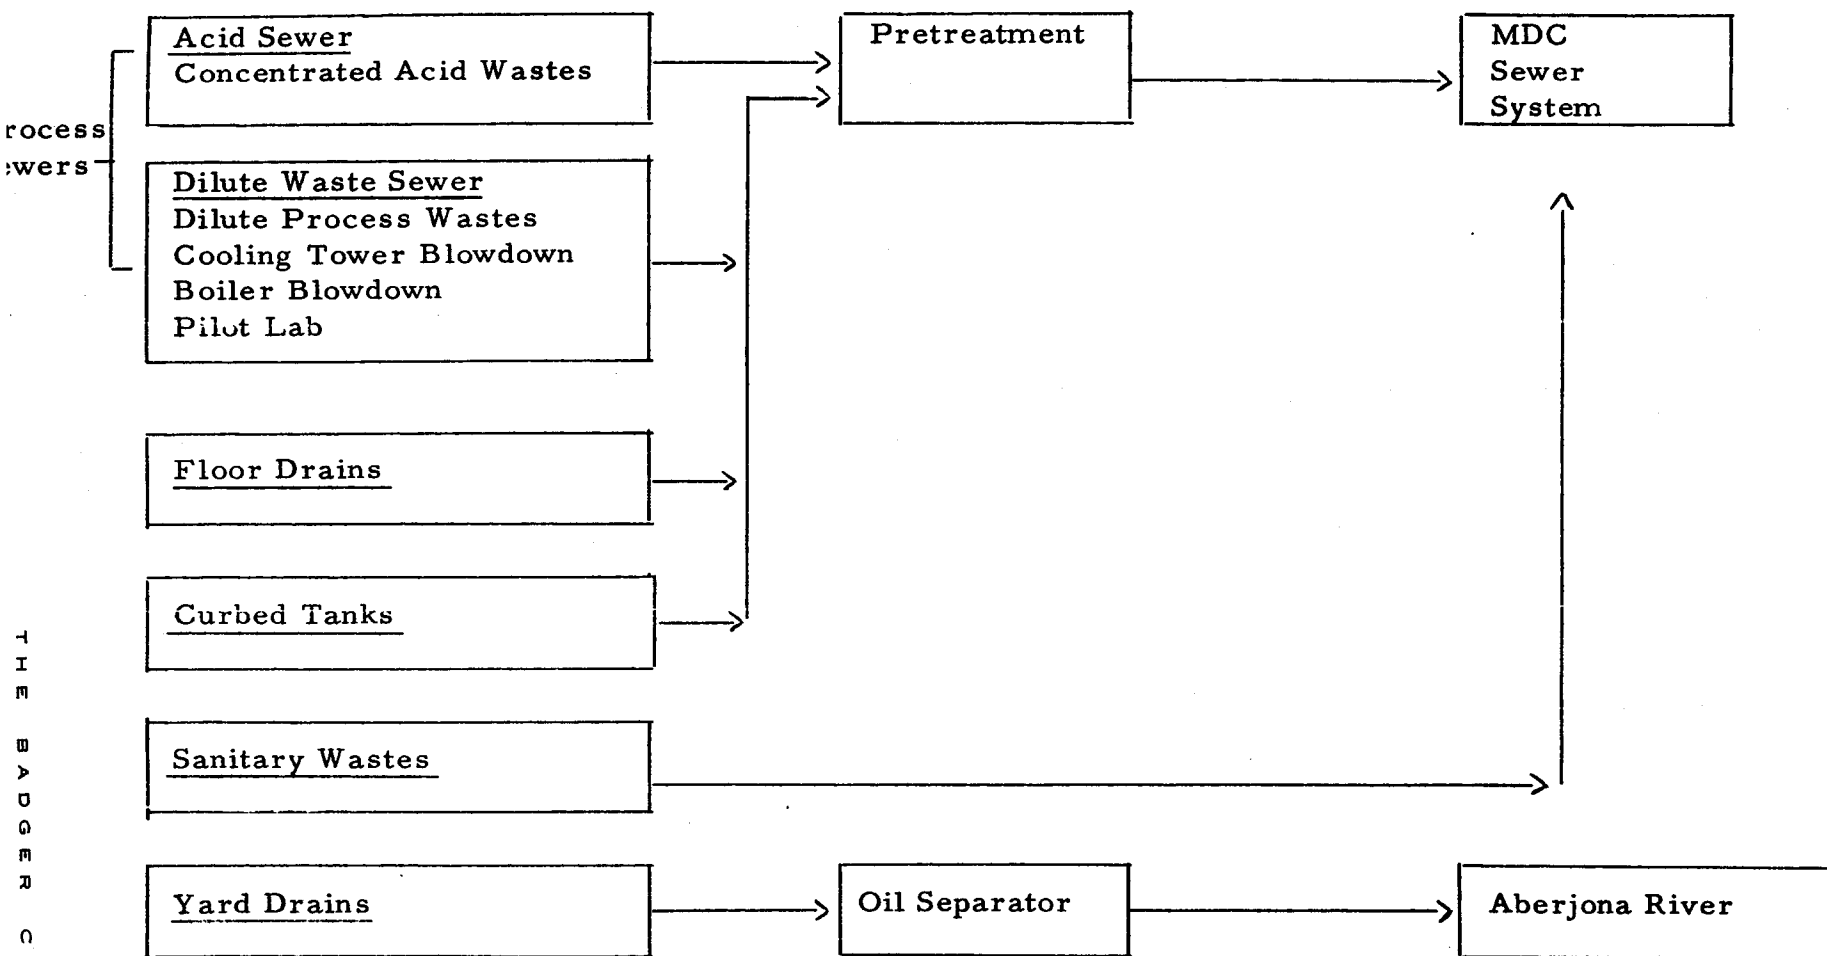 Acid Sewer
Concentrated Acid Wastes
Pretreatment
MDC
Sewer
System
rocess
ewers
Dilute Waste Sewer
Dilute Process Wastes
Cooling Tower Blowdown
Boiler Blowdown
Pilot Lab
Floor Drains
Curbed Tanks
Sanitary Wastes
Yard Drains
Oil Separator
Aberjona River
THE BADGER C